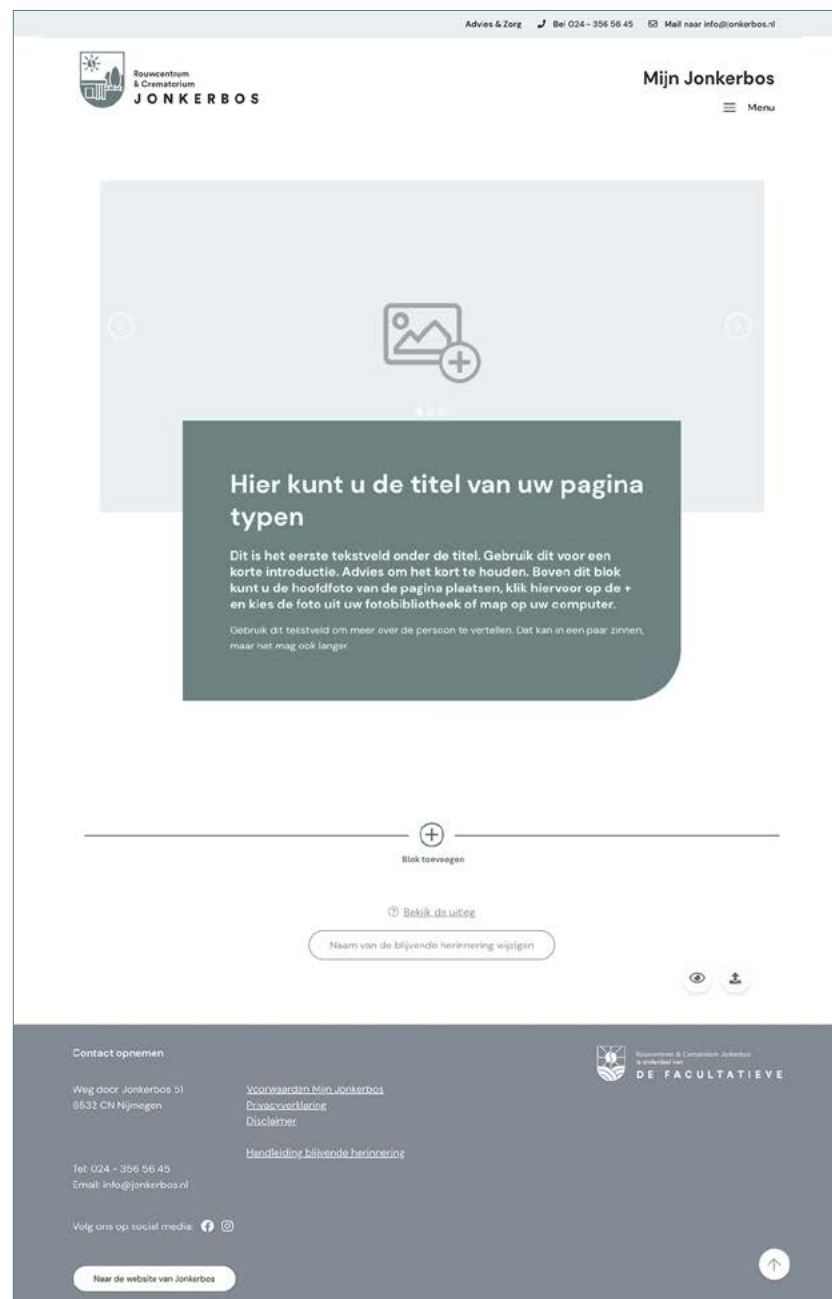 Advies & Zorg Bel 024 - 356 56 45 Mail naar info@jonkerbos.nl
Rouwcentrum
& Crematorium
JONKERBOS
Mijn Jonkerbos
Menu
Hier kunt u de titel van uw pagina
typen
Dit is het eerste tekstveld onder de titel. Gebruik dit voor een
korte introductie. Advies om het kort te houden. Boven dit blok
kunt u de hoofdfoto van de pagina plaatsen, klik hiervoor op de +
en kies de foto uit uw fotobibliotheek of map op uw computer.
Gebruik dit tekstveld om meer over de persoon te vertellen. Dat kan in een paar zinnen,
maar het mag ook langer.
Blok toevoegen
Bekijk de uitleg
Naam van de blijvende herinnering wijzigen
Contact opnemen
Rouwcentrum & Crematorium Jonkerbos
is onderdeel van
DE FACULTATIEVE
Weg door Jonkerbos 51
6532 CN Nijmegen
Voorwaarden Mijn Jonkerbos
Privacyverklaring
Disclaimer
Handleiding blijvende herinnering
Tel: 024 - 356 56 45
Email: info@jonkerbos.nl
Volg ons op social media:
Naar de website van Jonkerbos